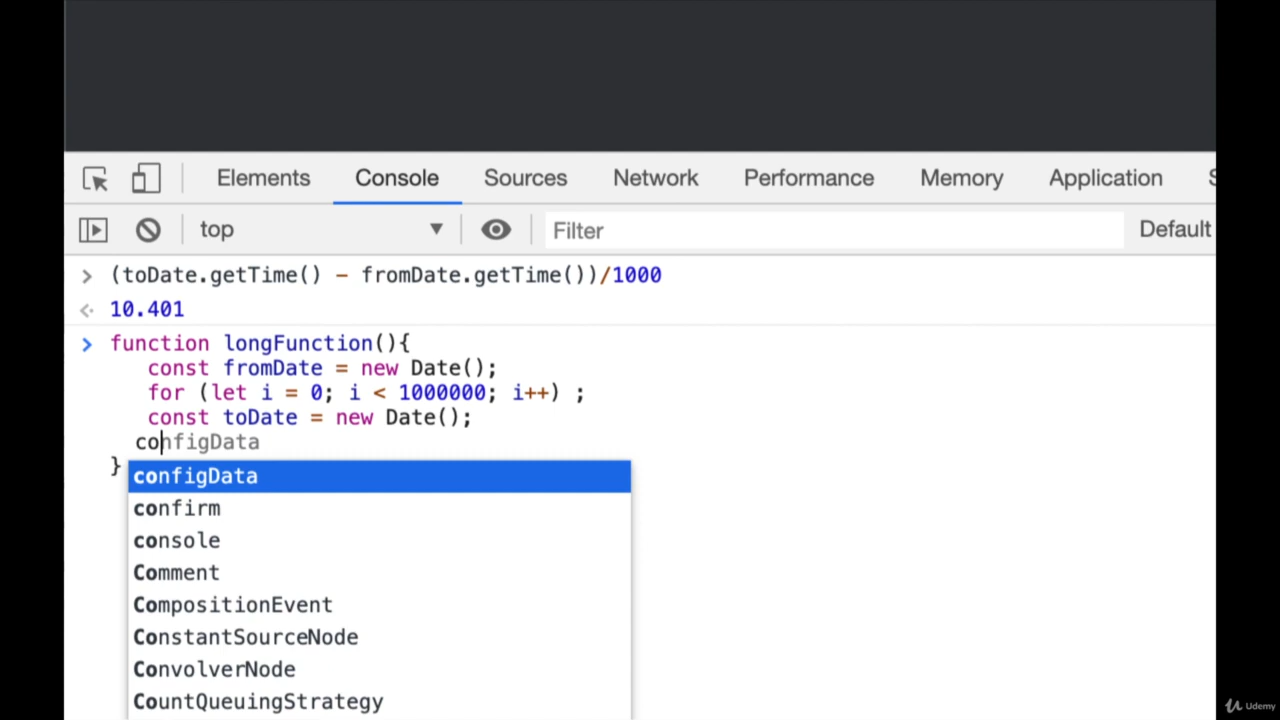 Elements Console Sources Network Performance Memory Application
top Filter Default
(toDate.getTime() - fromDate.getTime())/1000
10.401
function longFunction(){
const fromDate = new Date();
for (let i = 0; i < 1000000; i++) ;
const toDate = new Date();
configData
}
configData
confirm
console
Comment
CompositionEvent
ConstantSourceNode
ConvolverNode
CountQueuingStrategy
Udemy